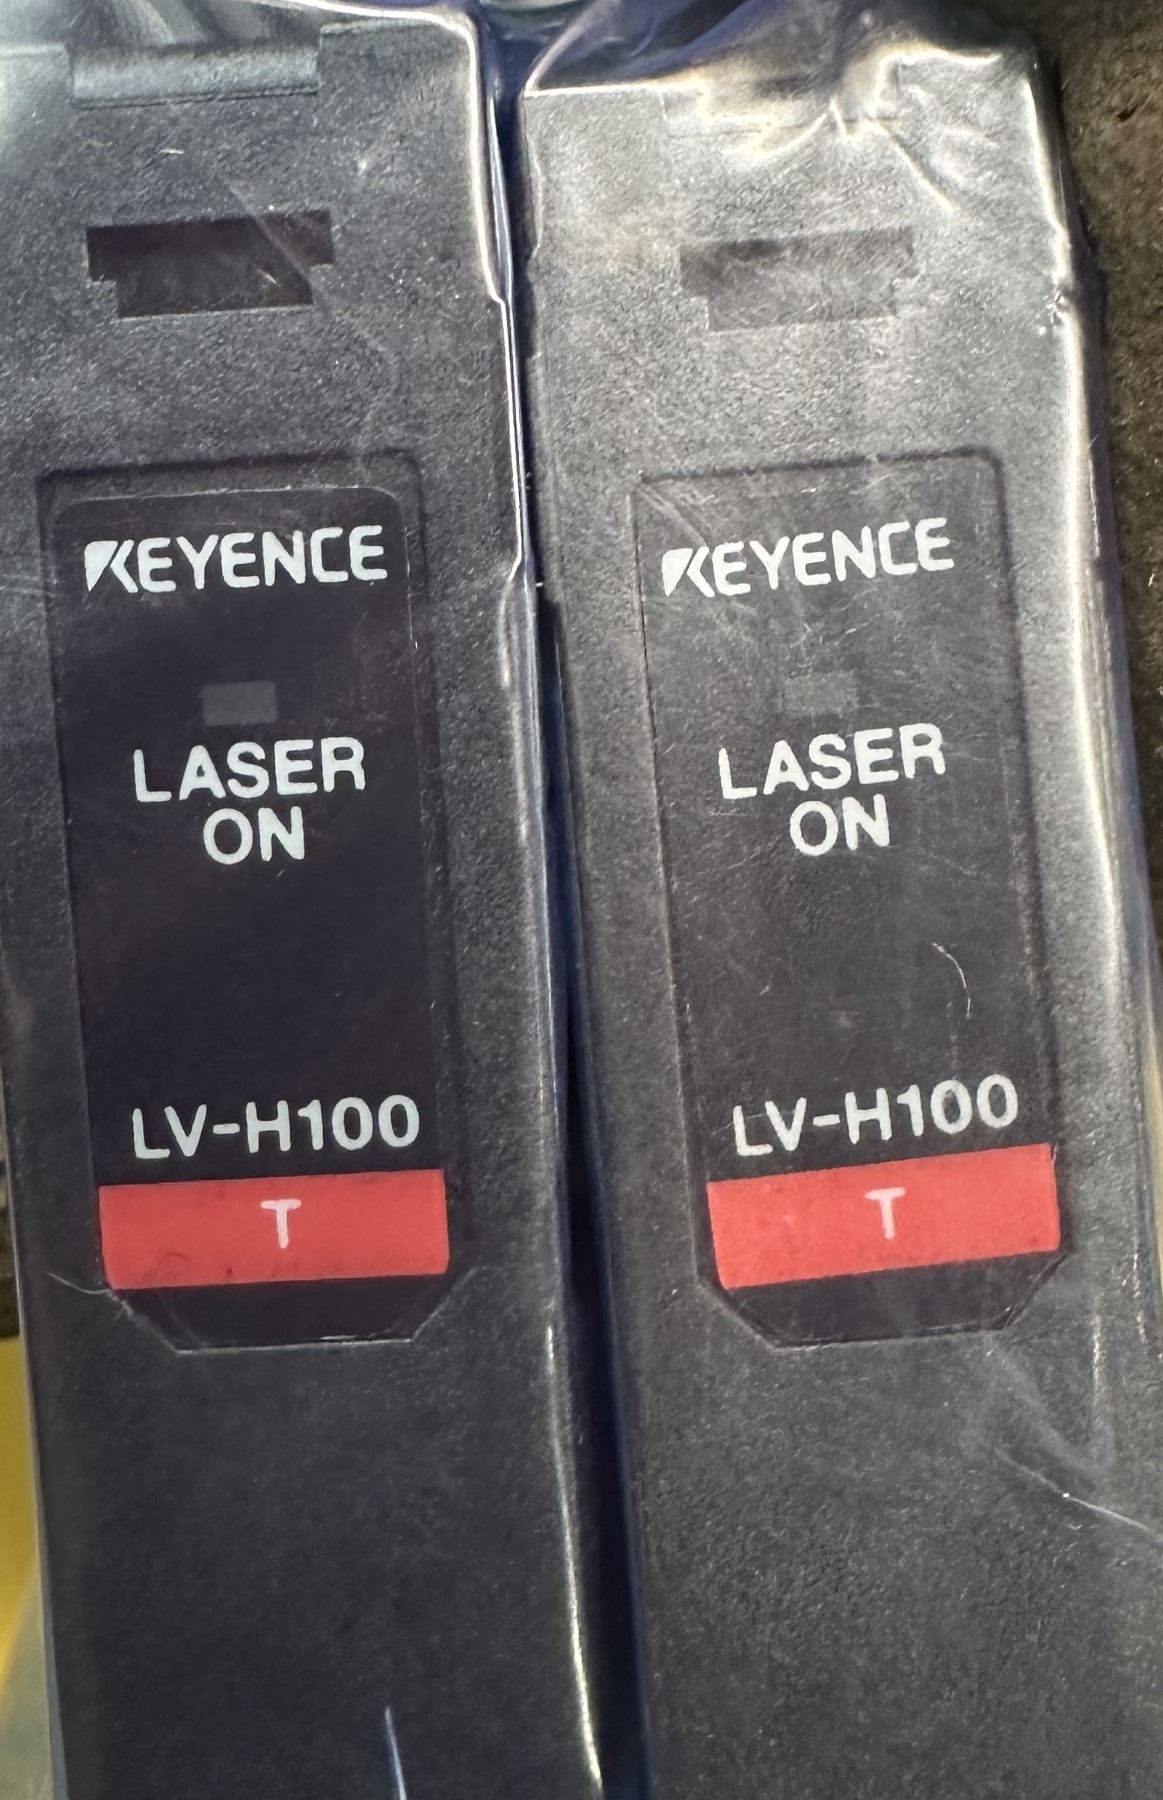 KEYENCE
LASER
ON
LV-H100
T
KEYENCE
LASER
ON
LV-H100
T